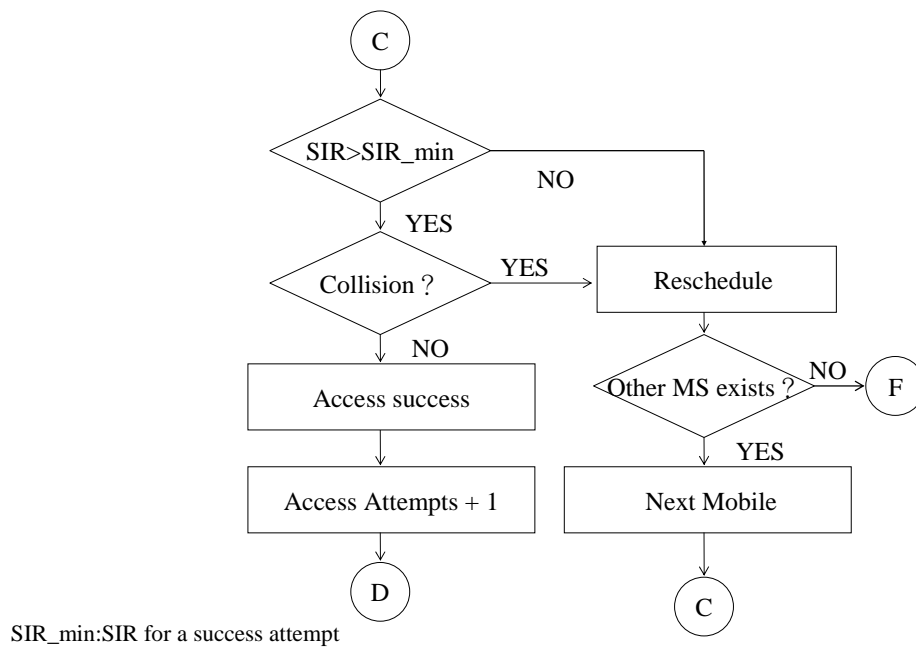 C
SIR>SIR_min
NO
YES
Collision？
YES
Reschedule
NO
Access success
Other MS exists？
NO
F
YES
Access Attempts + 1
Next Mobile
D
C
SIR_min:SIR for a success attempt